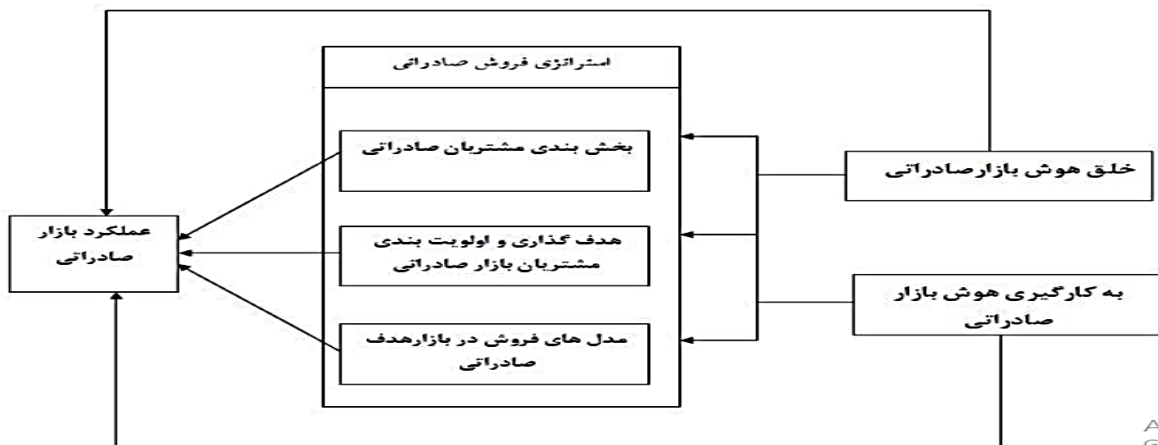 استراتژی فروش صادراتی
بخش بندی مشتریان صادراتی
خلق هوش بازارصادراتی
عملکرد بازار
صادراتی
هدف گذاری و اولویت بندی
مشتریان بازار صادراتی
به کارگیری هوش بازار
صادراتی
مدل های فروش در بازارهدف
صادراتی